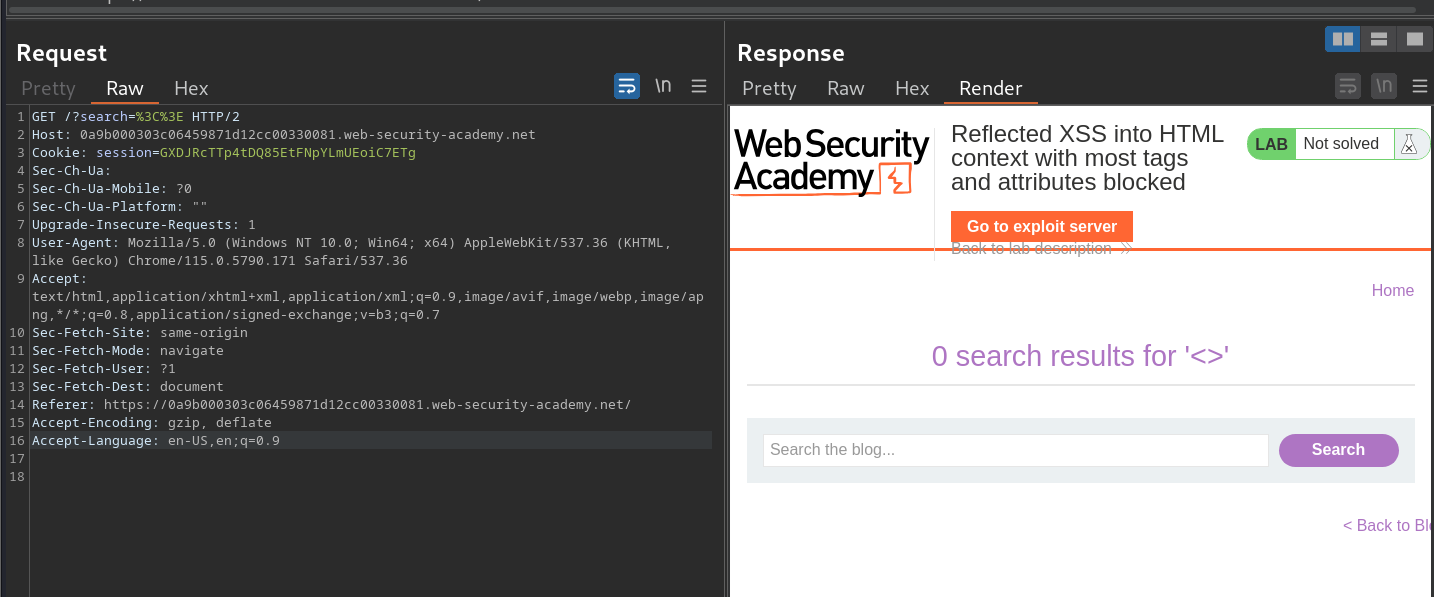 Request
Pretty Raw Hex
\n
1 GET /?search=%3C%3E HTTP/2
2 Host: 0a9b000303c06459871d12cc00330081.web-security-academy.net
3 Cookie: session=GXDJRcTTp4tDQ85EtFNpYLmUEoiC7ETg
4 Sec-Ch-Ua:
5 Sec-Ch-Ua-Mobile: ?0
6 Sec-Ch-Ua-Platform: ""
7 Upgrade-Insecure-Requests: 1
8 User-Agent: Mozilla/5.0 (Windows NT 10.0; Win64; x64) AppleWebKit/537.36 (KHTML,
like Gecko) Chrome/115.0.5790.171 Safari/537.36
9 Accept:
text/html,application/xhtml+xml,application/xml;q=0.9,image/avif,image/webp,image/ap
ng,*/*;q=0.8,application/signed-exchange;v=b3;q=0.7
10 Sec-Fetch-Site: same-origin
11 Sec-Fetch-Mode: navigate
12 Sec-Fetch-User: ?1
13 Sec-Fetch-Dest: document
14 Referer: https://0a9b000303c06459871d12cc00330081.web-security-academy.net/
15 Accept-Encoding: gzip, deflate
16 Accept-Language: en-US,en;q=0.9
17
18
Response
Pretty Raw Hex Render
\n
Web Security
Academy
Reflected XSS into HTML
context with most tags
and attributes blocked
LAB Not solved
Go to exploit server
Back to lab description
Home
0 search results for '<>'
Search the blog...
Search
< Back to Blo